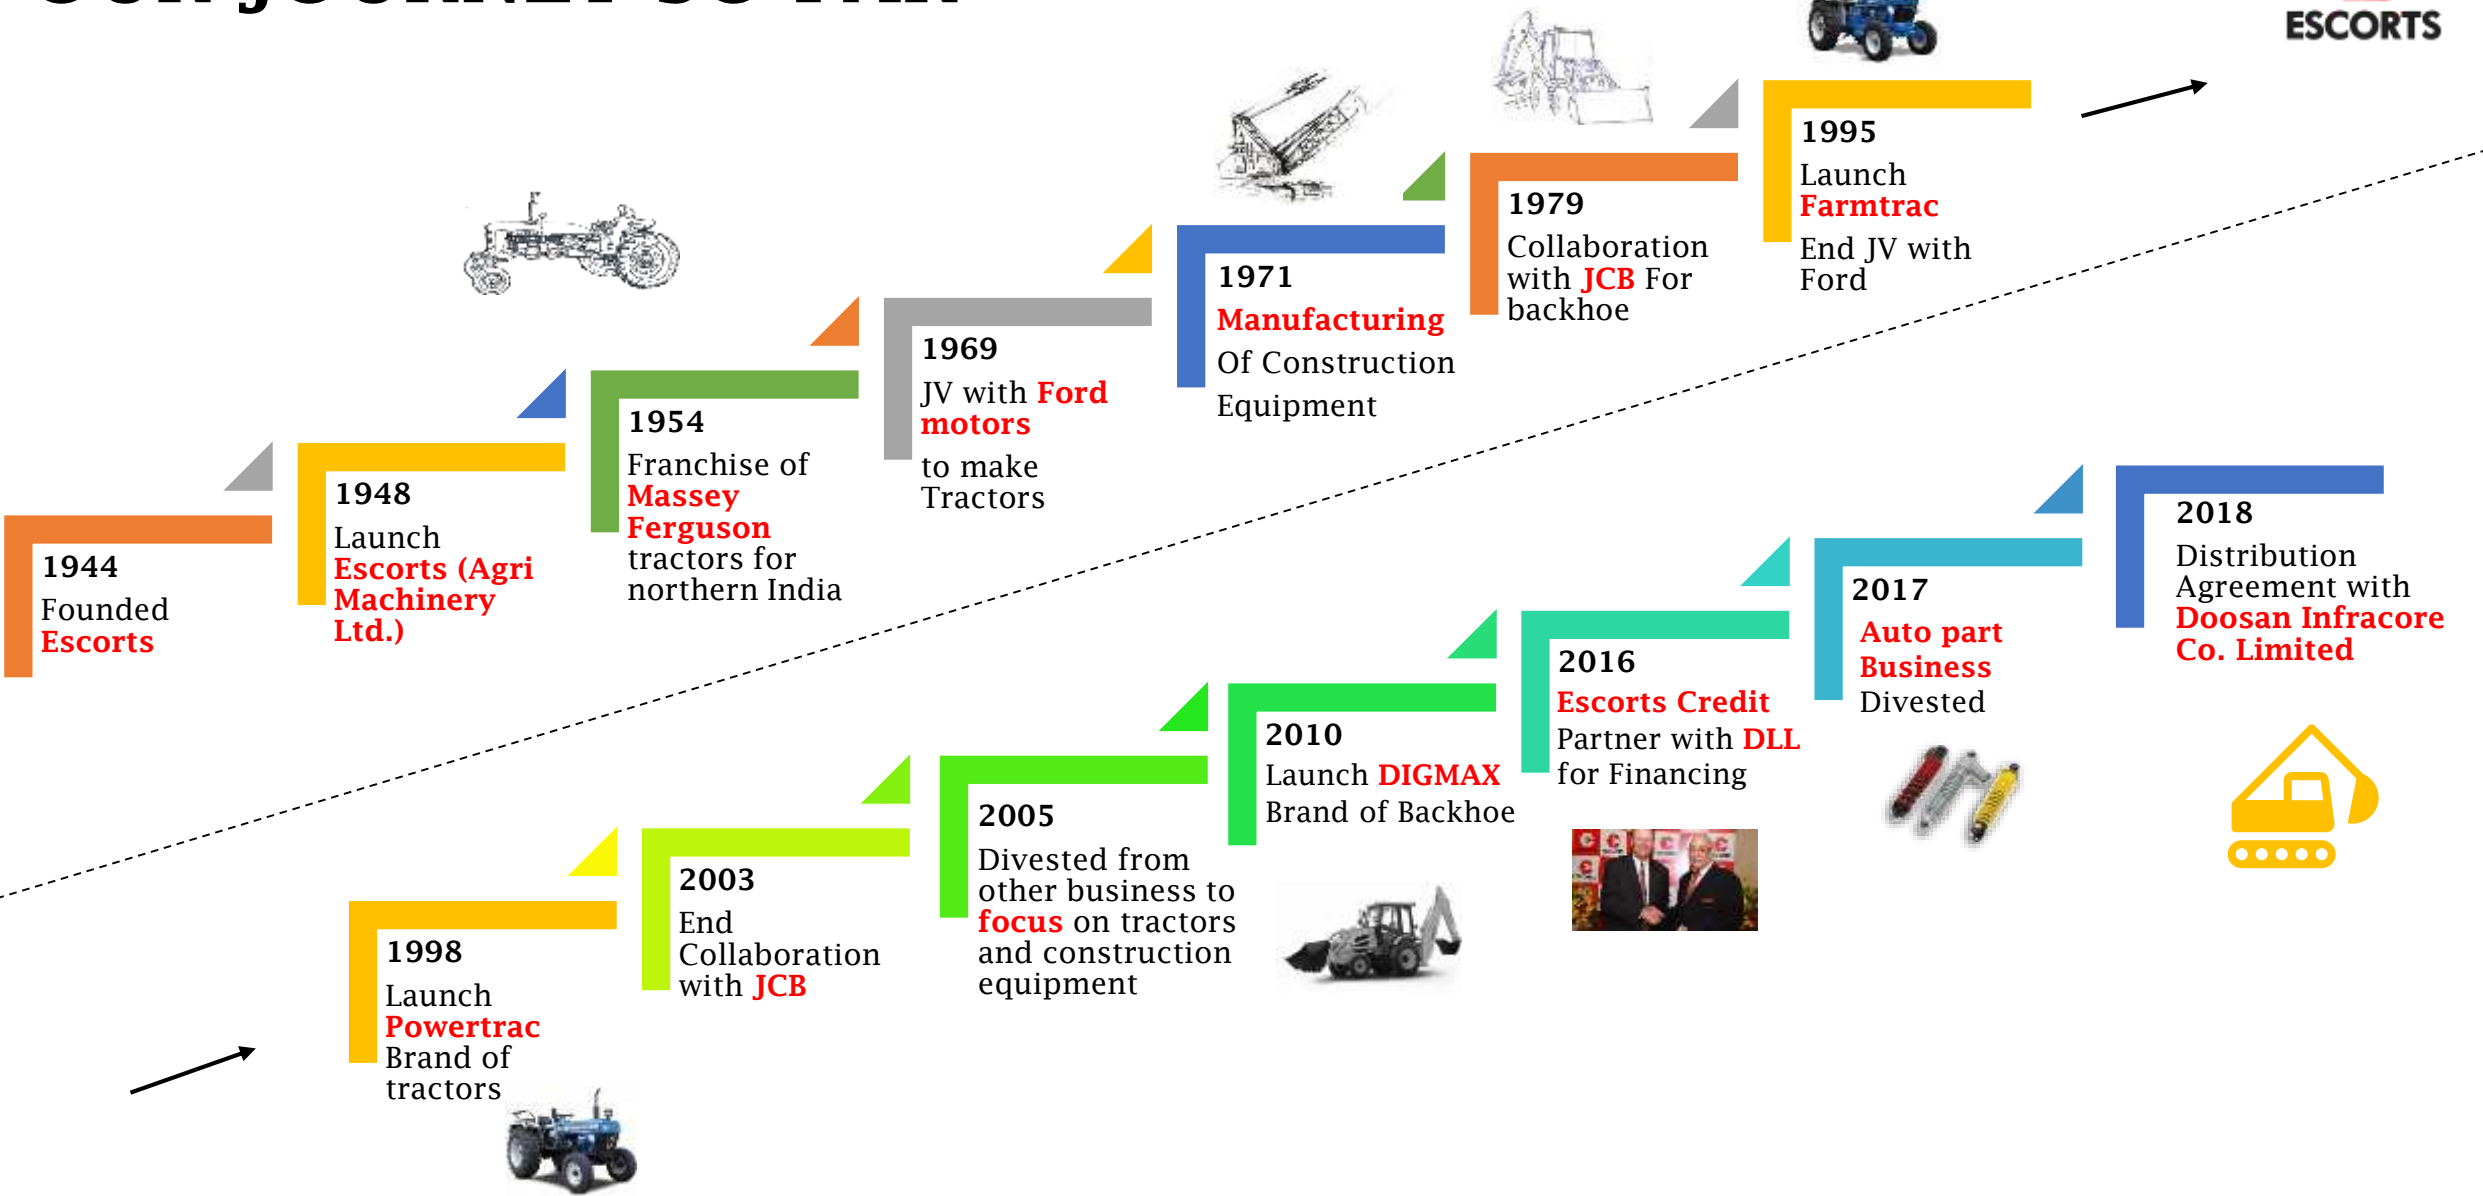 OUR JOURNEY SO FAR
ESCORTS
1944
Founded
Escorts
1948
Launch
Escorts (Agri
Machinery
Ltd.)
1954
Franchise of
Massey
Ferguson
tractors for
northern India
1969
JV with Ford
motors
to make
Tractors
1971
Manufacturing
Of Construction
Equipment
1979
Collaboration
with JCB For
backhoe
1995
Launch
Farmtrac
End JV with
Ford
1998
Launch
Powertrac
Brand of
tractors
2003
End
Collaboration
with JCB
2005
Divested from
other business to
focus on tractors
and construction
equipment
2010
Launch DIGMAX
Brand of Backhoe
2016
Escorts Credit
Partner with DLL
for Financing
2017
Auto part
Business
Divested
2018
Distribution
Agreement with
Doosan Infracore
Co. Limited